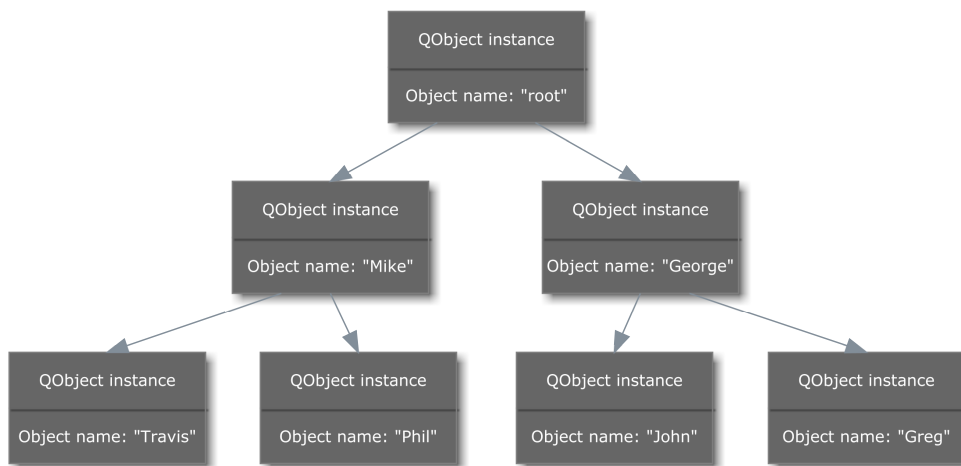 QObject instance
Object name: "root"
QObject instance
Object name: "Mike"
QObject instance
Object name: "George"
QObject instance
Object name: "Travis"
QObject instance
Object name: "Phil"
QObject instance
Object name: "John"
QObject instance
Object name: "Greg"